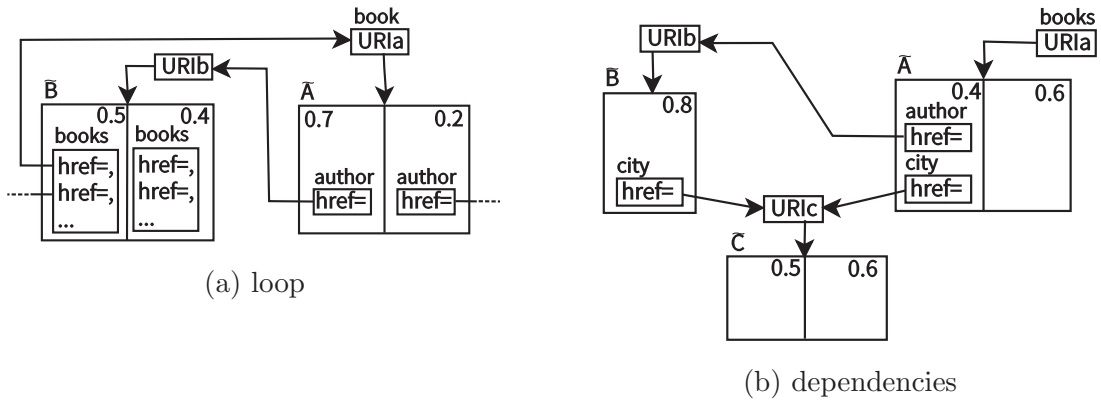 book
URIa
URIb
B̃
Ã
0.5
0.4
0.7
0.2
books
books
href=,
href=,
...
href=,
href=,
...
author
href=
author
href=
(a) loop
books
URIa
URIb
B̃
Ã
0.8
0.4
0.6
author
href=
city
href=
city
href=
URIc
C̃
0.5
0.6
(b) dependencies